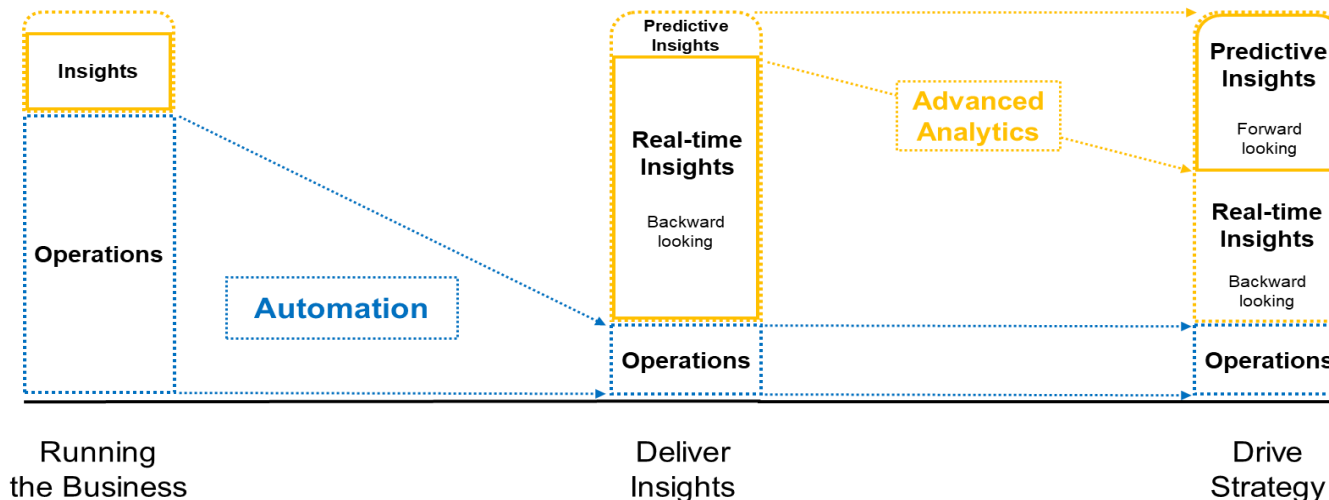 Insights
Operations
Running
the Business
Automation
Predictive
Insights
Real-time
Insights
Backward
looking
Operations
Deliver
Insights
Advanced
Analytics
Predictive
Insights
Forward
looking
Real-time
Insights
Backward
looking
Operations
Drive
Strategy